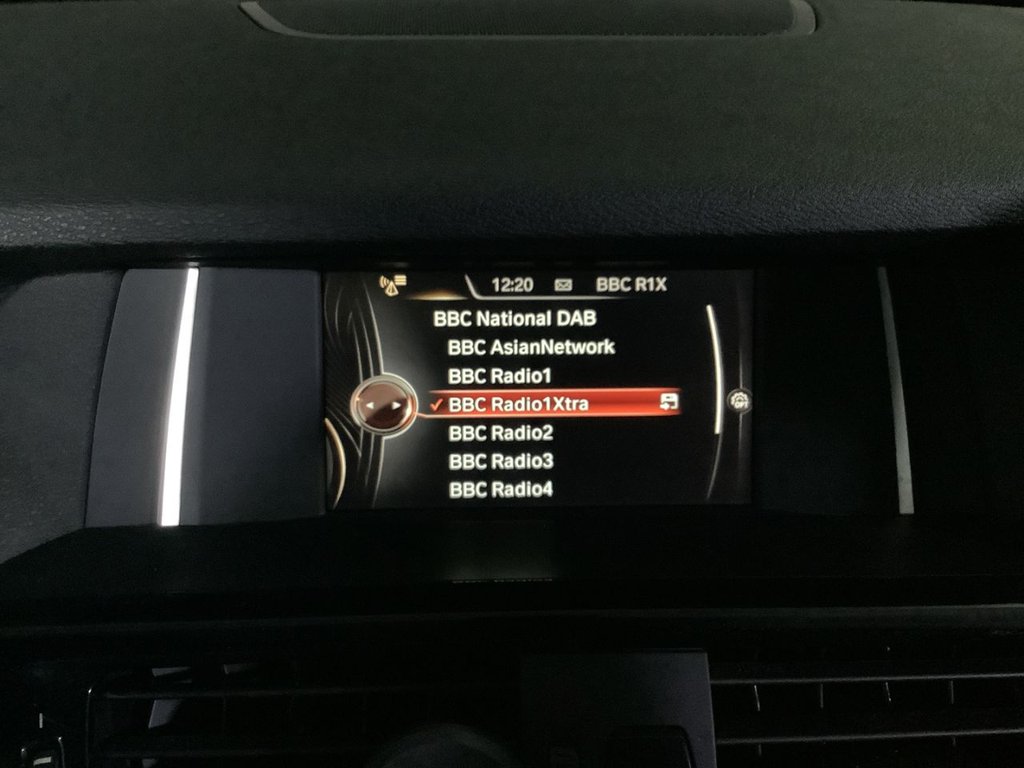 12:20 BBC R1X
BBC National DAB
BBC AsianNetwork
BBC Radio1
BBC Radio1Xtra
BBC Radio2
BBC Radio3
BBC Radio4